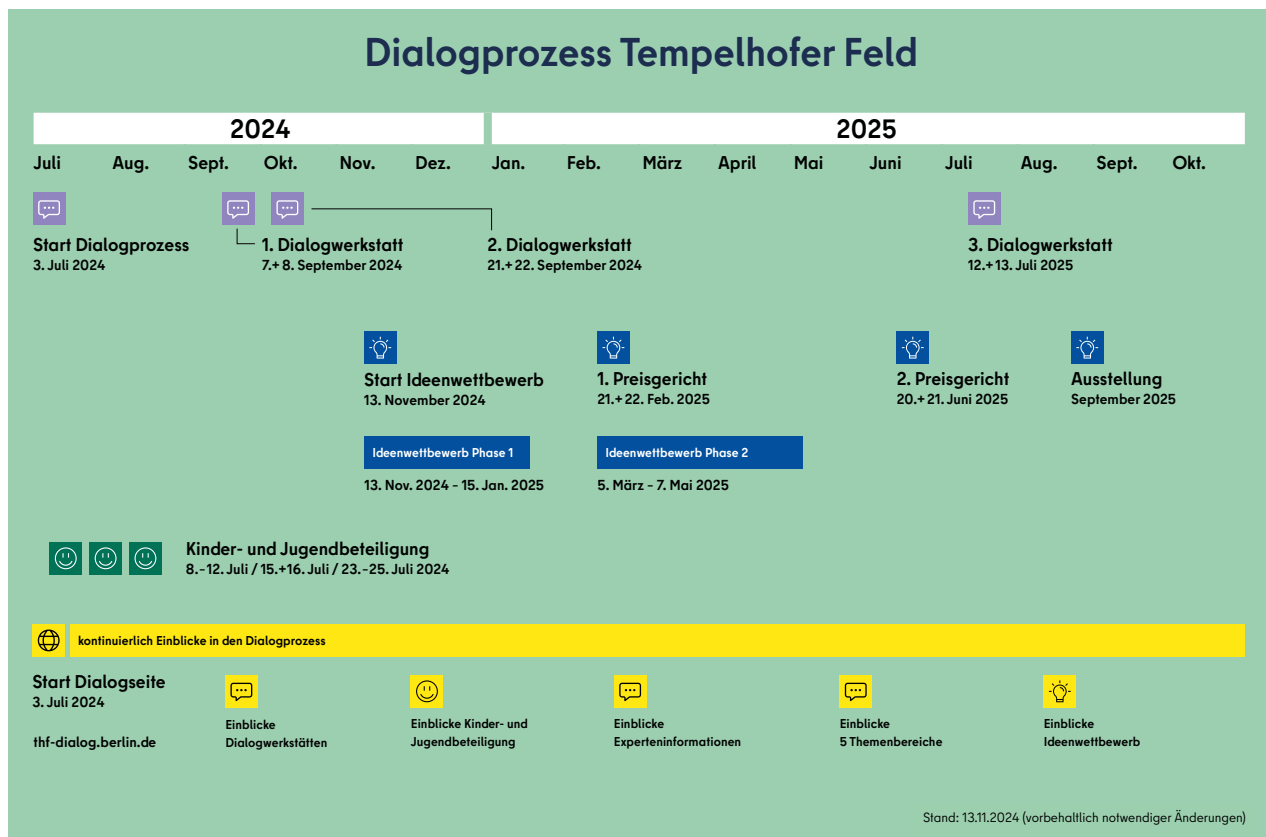 Dialogprozess Tempelhofer Feld
2024
2025
Juli Aug. Sept. Okt. Nov. Dez. Jan. Feb. März April Mai Juni Juli Aug. Sept. Okt.
Start Dialogprozess
3. Juli 2024
1. Dialogwerkstatt
7.+ 8. September 2024
2. Dialogwerkstatt
21.+ 22. September 2024
3. Dialogwerkstatt
12.+ 13. Juli 2025
Start Ideenwettbewerb
13. November 2024
1. Preisgericht
21.+ 22. Feb. 2025
2. Preisgericht
20.+ 21. Juni 2025
Ausstellung
September 2025
Ideenwettbewerb Phase 1
13. Nov. 2024 - 15. Jan. 2025
Ideenwettbewerb Phase 2
5. März - 7. Mai 2025
Kinder- und Jugendbeteiligung
8.-12. Juli / 15.+16. Juli / 23.-25. Juli 2024
kontinuierlich Einblicke in den Dialogprozess
Start Dialogseite
3. Juli 2024
thf-dialog.berlin.de
Einblicke
Dialogwerkstätten
Einblicke Kinder- und
Jugendbeteiligung
Einblicke
Experteninformationen
Einblicke
5 Themenbereiche
Einblicke
Ideenwettbewerb
Stand: 13.11.2024 (vorbehaltlich notwendiger Änderungen)